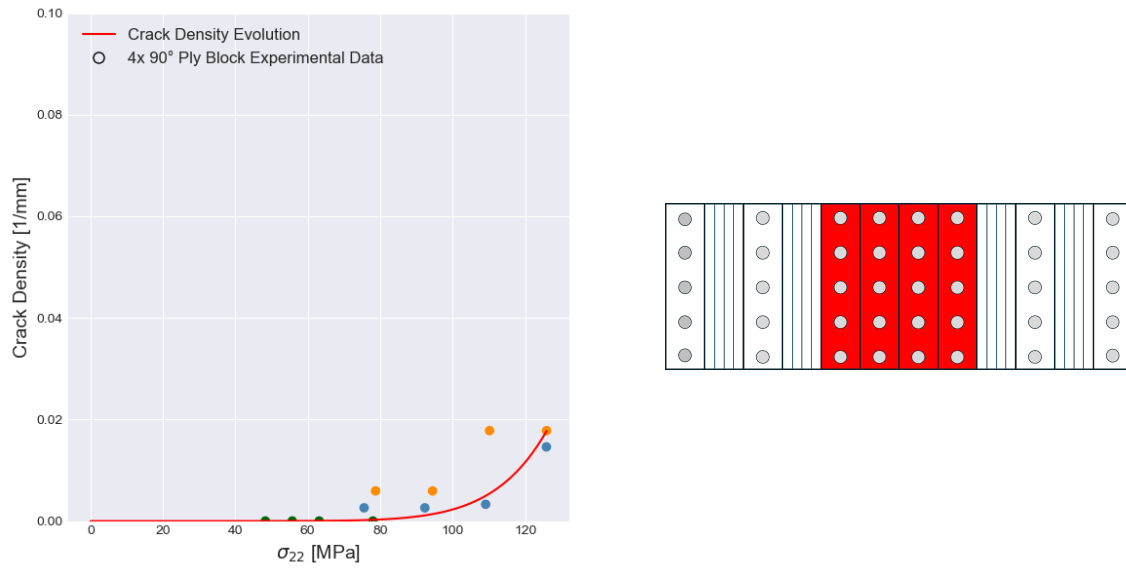 0.10
Crack Density Evolution
4x 90° Ply Block Experimental Data
0.08
0.06
0.04
0.02
0.00
Crack Density [1/mm]
0 20 40 60 80 100 120
σ22 [MPa]